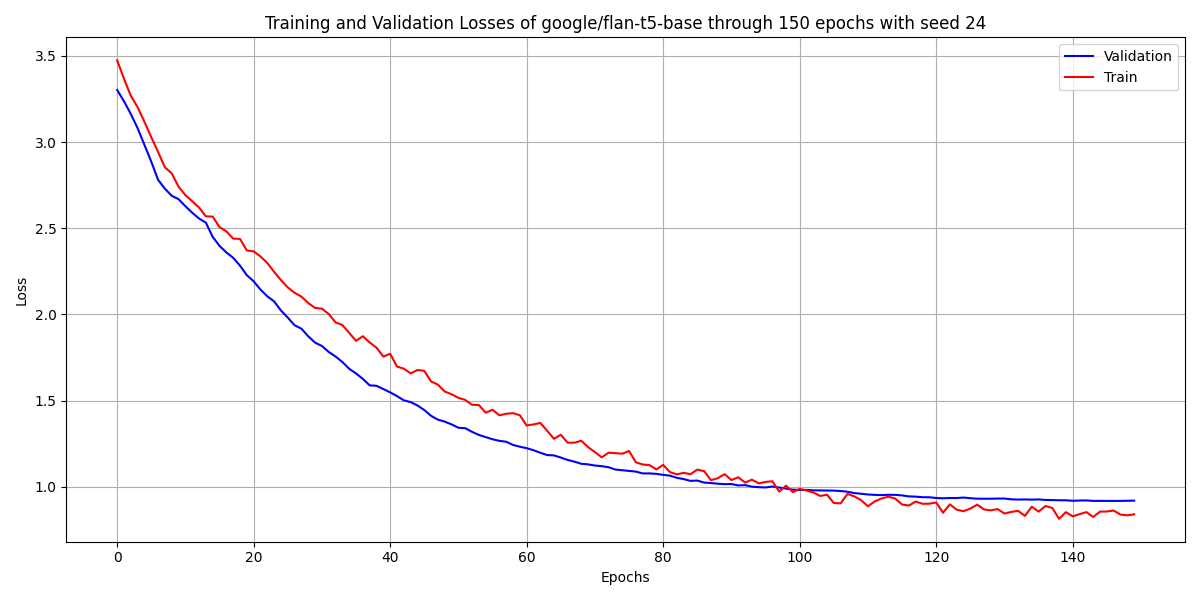 Training and Validation Losses of google/flan-t5-base through 150 epochs with seed 24
Validation
Train
3.5
3.0
2.5
2.0
1.5
1.0
Loss
0 20 40 60 80 100 120 140
Epochs